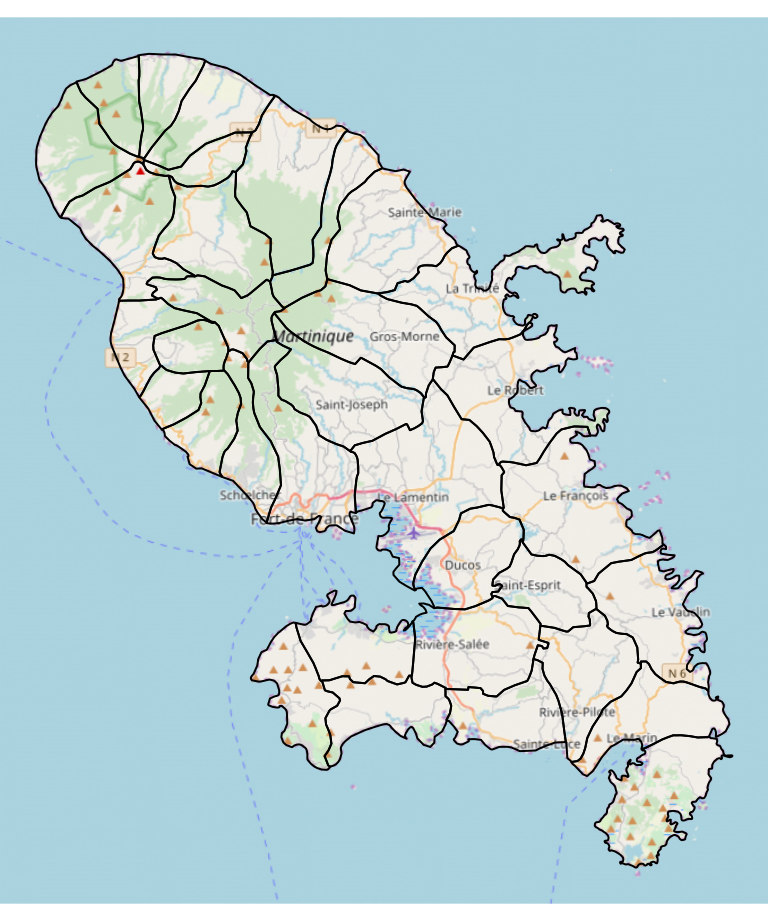 N 2
N 1
Sainte-Marie
La Trinité
Martinique
Gros-Morne
N 2
Le Robert
Saint-Joseph
Schœlcher
Le Lamentin
Le François
Fort-de-France
Ducos
Saint-Esprit
Le Vauclin
Rivière-Salée
N 6
Rivière-Pilote
Sainte-Luce
Le Marin